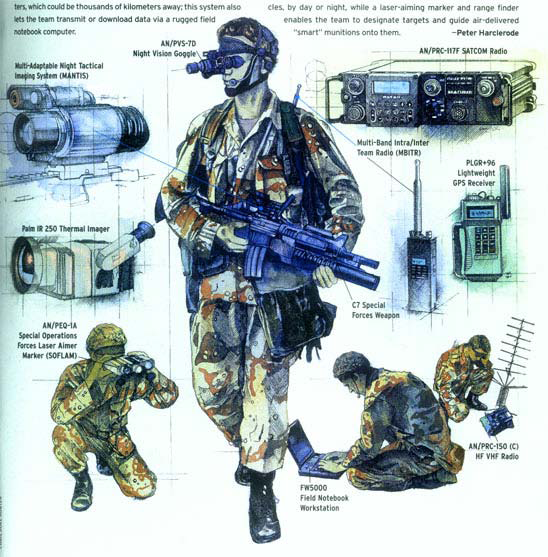 ters, which could be thousands of kilometers away; this system also
lets the team transmit or download data via a rugged field
notebook computer.
cles, by day or night, while a laser-aiming marker and range finder
enables the team to designate targets and guide air-delivered
"smart" munitions onto them.
–Peter Harclerode
AN/PVS-7D
Night Vision Goggle
AN/PRC-117F SATCOM Radio
Multi-Adaptable Night Tactical
Imaging System (MANTIS)
Multi-Band Intra/Inter
Team Radio (MBITR)
PLGR+96
Lightweight
GPS Receiver
Palm IR 250 Thermal Imager
C7 Special
Forces Weapon
AN/PEQ-1A
Special Operations
Forces Laser Aimer
Marker (SOFLAM)
AN/PRC-150 (C)
HF VHF Radio
FW5000
Field Notebook
Workstation